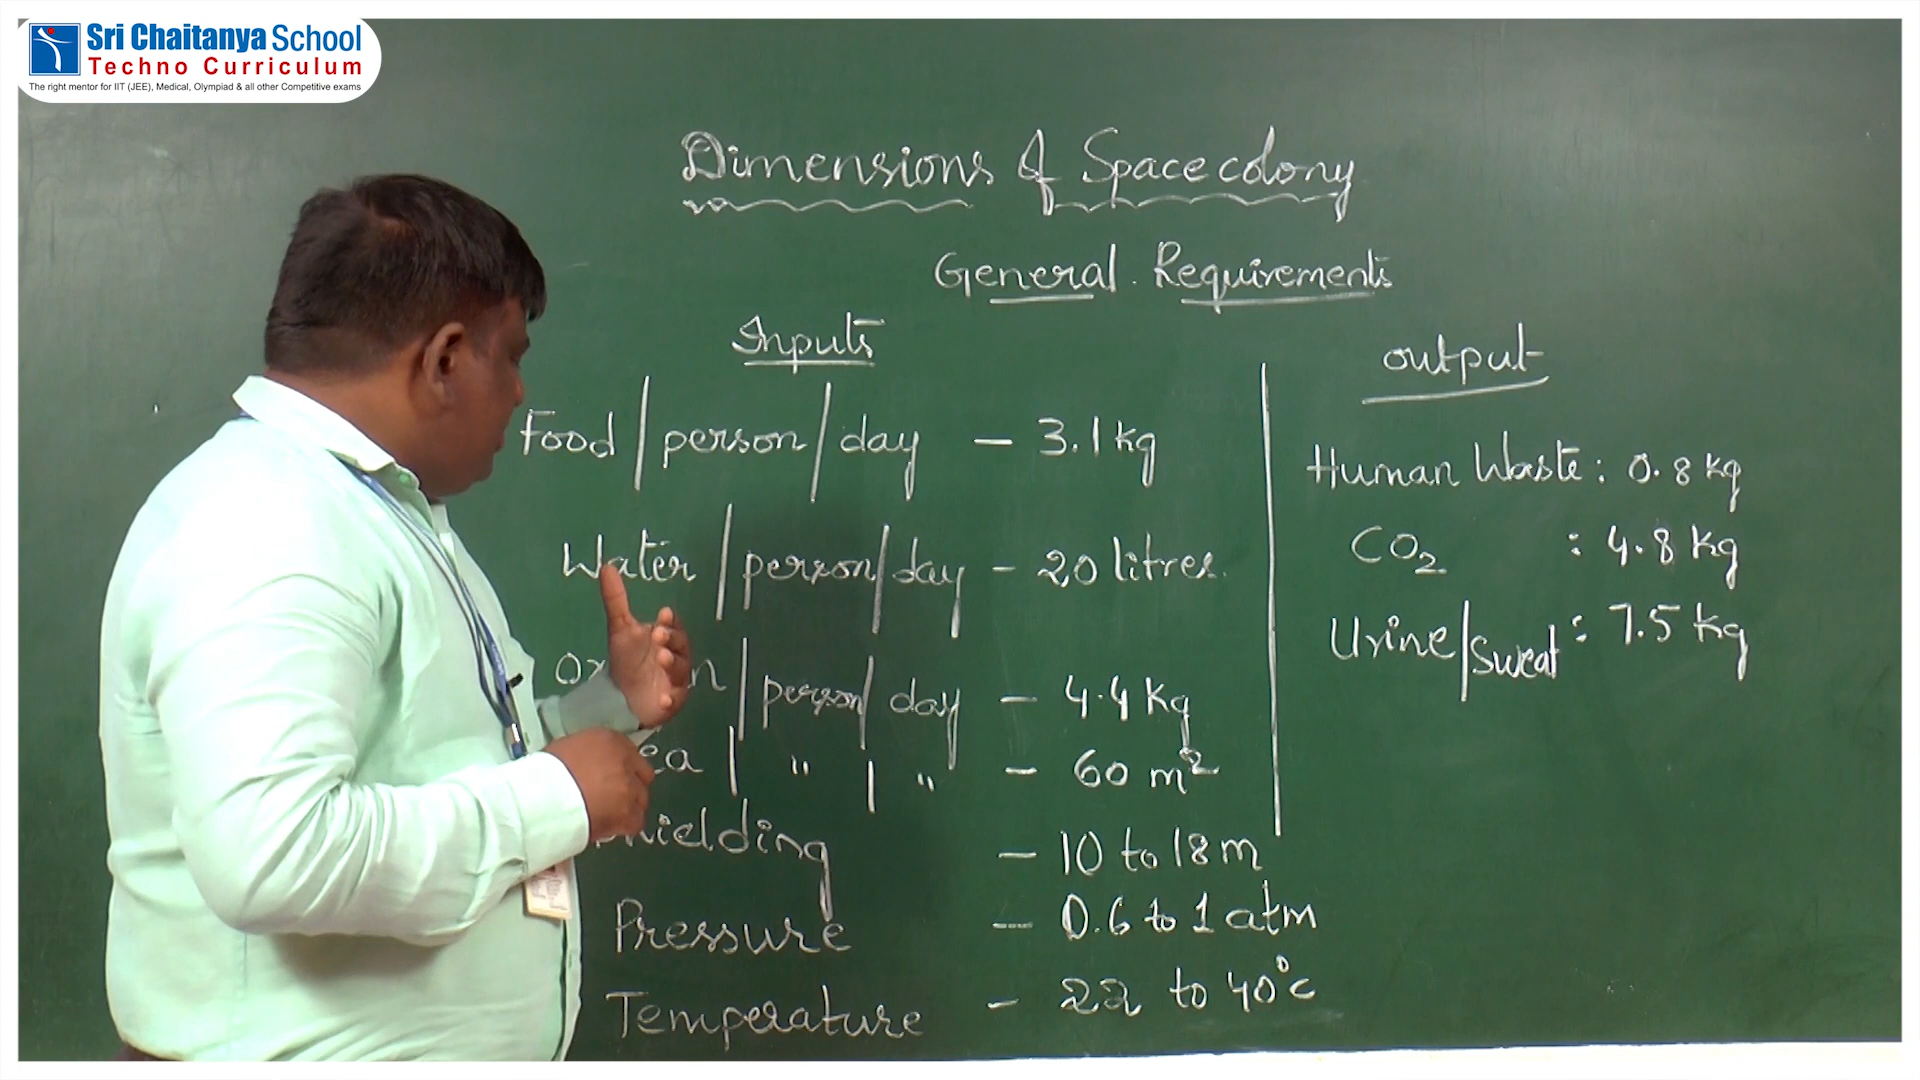 Sri Chaitanya School
Techno Curriculum
The right mentor for IIT (JEE), Medical, Olympiad & all other Competitive exams
Dimensions of Space colony
General Requirements
Inputs
Food / person / day - 3.1 kg
Water / person / day - 20 litres.
/ person / day - 4.4 kg
| " | " - 60 m²
- 10 to 18 m
Pressure - 0.6 to 1 atm
Temperature - 22 to 40°c
output
Human Waste : 0.8 kg
CO₂ : 4.8 kg
Urine/sweat : 7.5 kg